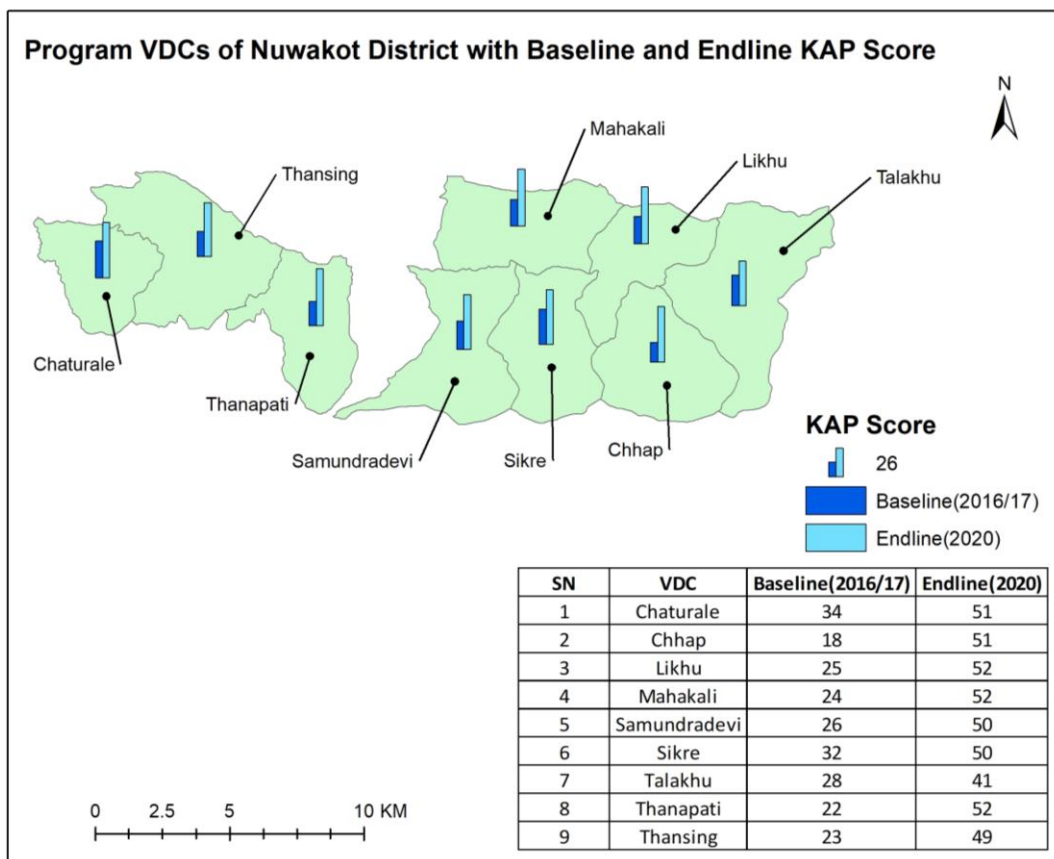 Program VDCs of Nuwakot District with Baseline and Endline KAP Score
N
Mahakali
Likhu
Talakhu
Thansing
Chaturale
Thanapati
Samundradevi
Sikre
Chhap
KAP Score
26
Baseline(2016/17)
Endline(2020)
SN VDC Baseline(2016/17) Endline(2020)
1 Chaturale 34 51
2 Chhap 18 51
3 Likhu 25 52
4 Mahakali 24 52
5 Samundradevi 26 50
6 Sikre 32 50
7 Talakhu 28 41
8 Thanapati 22 52
9 Thansing 23 49
0 2.5 5 10 KM